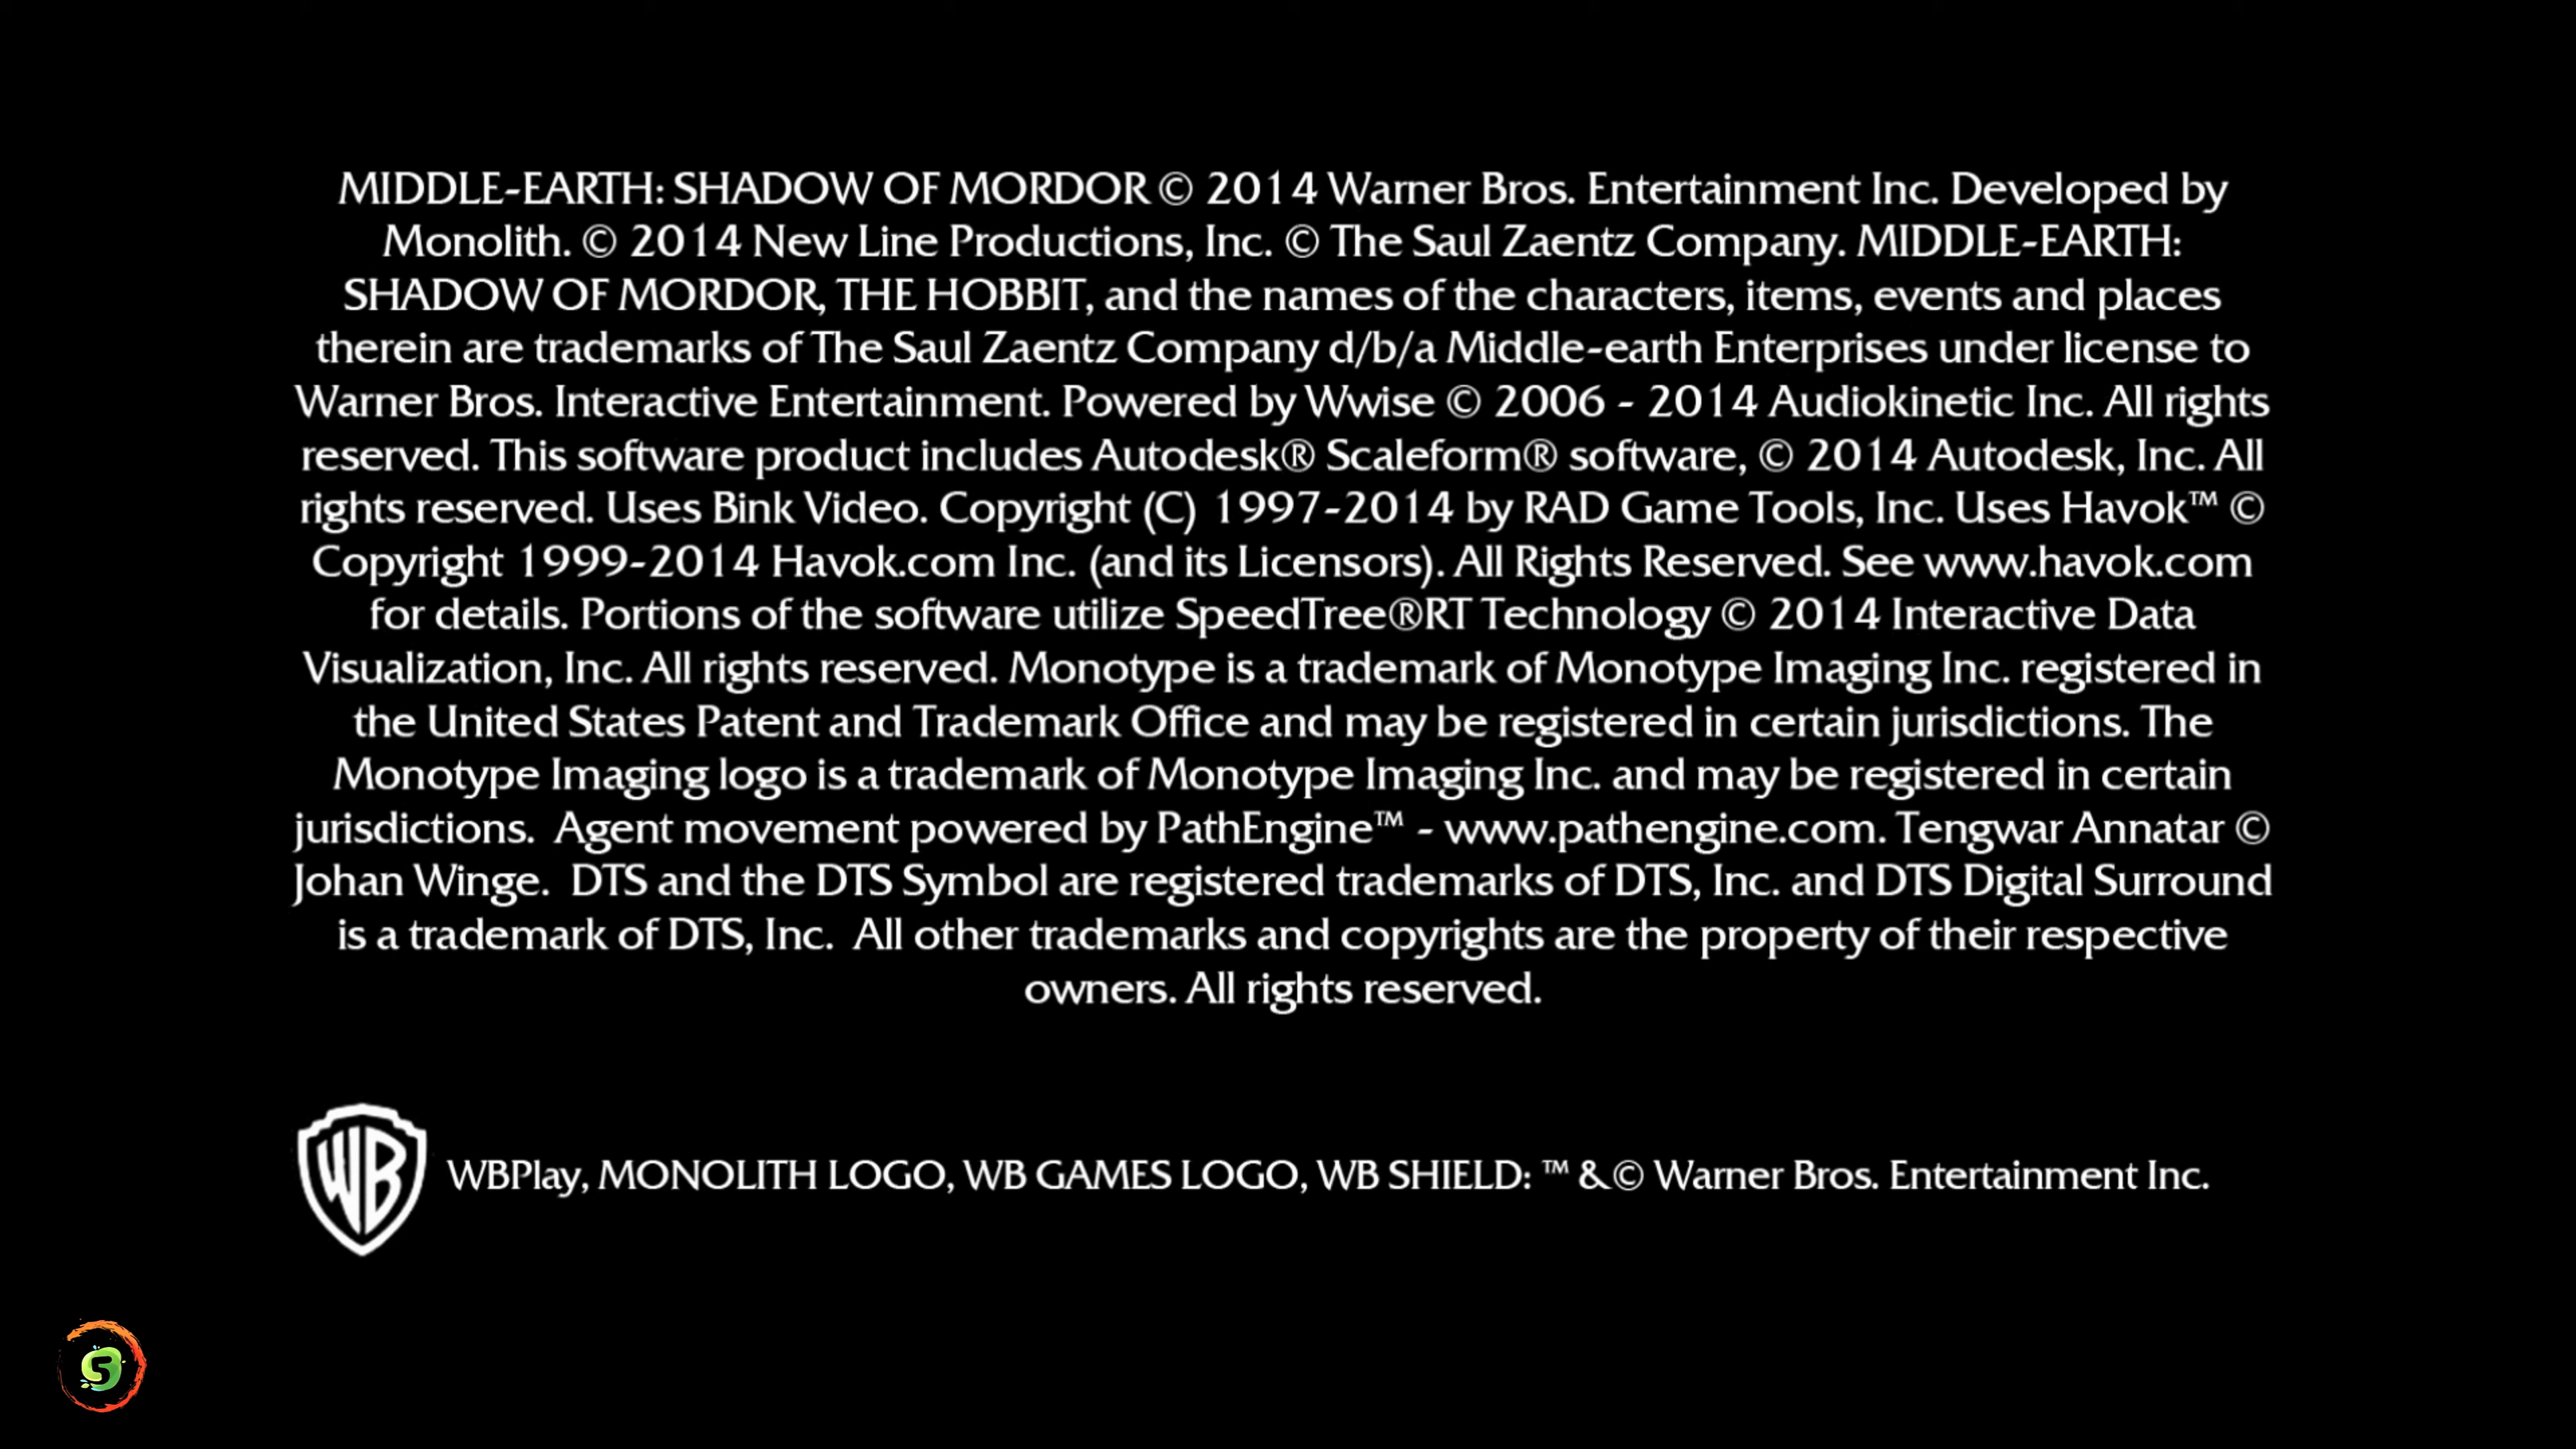 MIDDLE-EARTH: SHADOW OF MORDOR © 2014 Warner Bros. Entertainment Inc. Developed by
Monolith. © 2014 New Line Productions, Inc. © The Saul Zaentz Company. MIDDLE-EARTH:
SHADOW OF MORDOR, THE HOBBIT, and the names of the characters, items, events and places
therein are trademarks of The Saul Zaentz Company d/b/a Middle-earth Enterprises under license to
Warner Bros. Interactive Entertainment. Powered by Wwise © 2006 - 2014 Audiokinetic Inc. All rights
reserved. This software product includes Autodesk® Scaleform® software, © 2014 Autodesk, Inc. All
rights reserved. Uses Bink Video. Copyright (C) 1997-2014 by RAD Game Tools, Inc. Uses Havok™ ©
Copyright 1999-2014 Havok.com Inc. (and its Licensors). All Rights Reserved. See www.havok.com
for details. Portions of the software utilize SpeedTree®RT Technology © 2014 Interactive Data
Visualization, Inc. All rights reserved. Monotype is a trademark of Monotype Imaging Inc. registered in
the United States Patent and Trademark Office and may be registered in certain jurisdictions. The
Monotype Imaging logo is a trademark of Monotype Imaging Inc. and may be registered in certain
jurisdictions.  Agent movement powered by PathEngine™ - www.pathengine.com. Tengwar Annatar ©
Johan Winge.  DTS and the DTS Symbol are registered trademarks of DTS, Inc. and DTS Digital Surround
is a trademark of DTS, Inc.  All other trademarks and copyrights are the property of their respective
owners. All rights reserved.
WB WBPlay, MONOLITH LOGO, WB GAMES LOGO, WB SHIELD: ™ &© Warner Bros. Entertainment Inc.
5